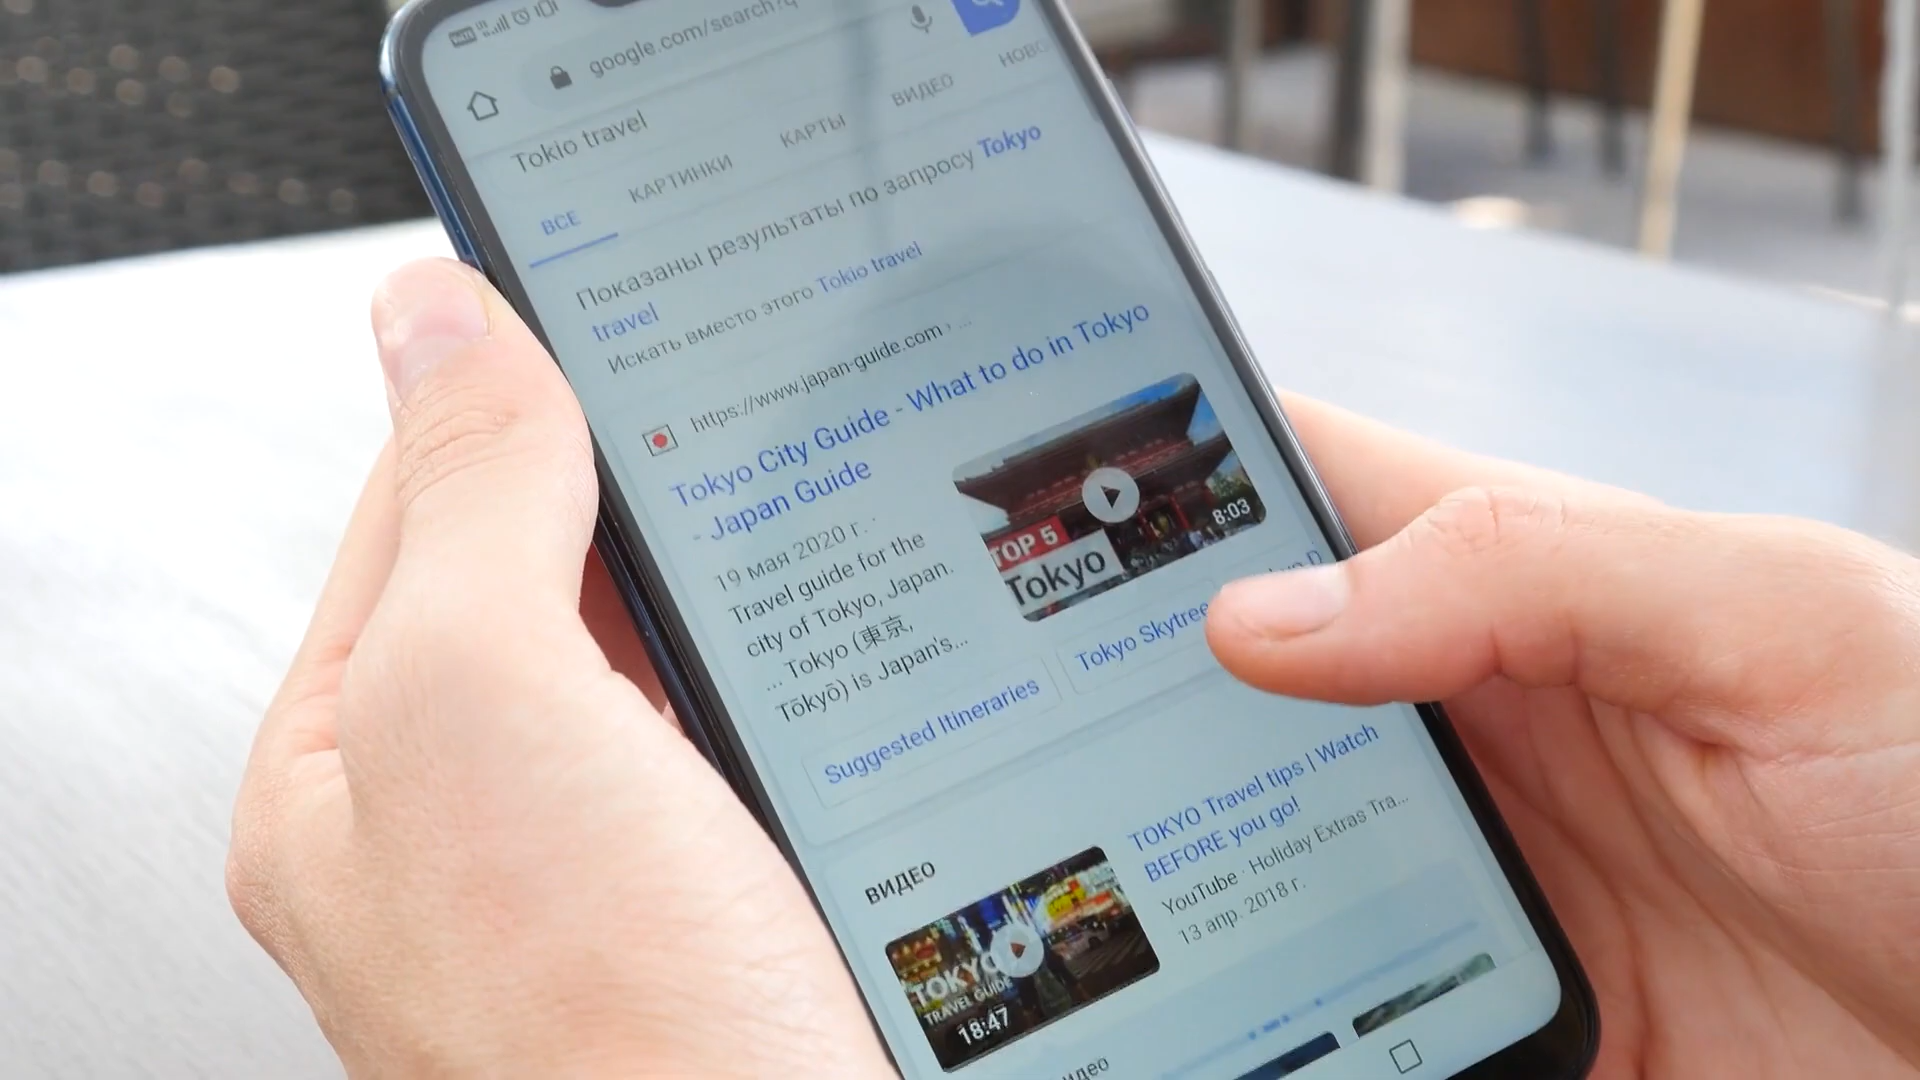 google.com/search?q
Tokio travel
ВСЕ
КАРТИНКИ
КАРТЫ
ВИДЕО
НОВО
Показаны результаты по запросу Tokyo
travel
Искать вместо этого Tokio travel
https://www.japan-guide.com › ...
Tokyo City Guide - What to do in Tokyo
- Japan Guide
19 мая 2020 г. ·
Travel guide for the
city of Tokyo, Japan.
... Tokyo (東京,
Tōkyō) is Japan's...
TOP 5
Tokyo
8:03
Suggested Itineraries
Tokyo Skytree
ВИДЕО
TOKYO
TRAVEL GUIDE
18:47
TOKYO Travel tips | Watch
BEFORE you go!
YouTube · Holiday Extras Tra...
13 апр. 2018 г.